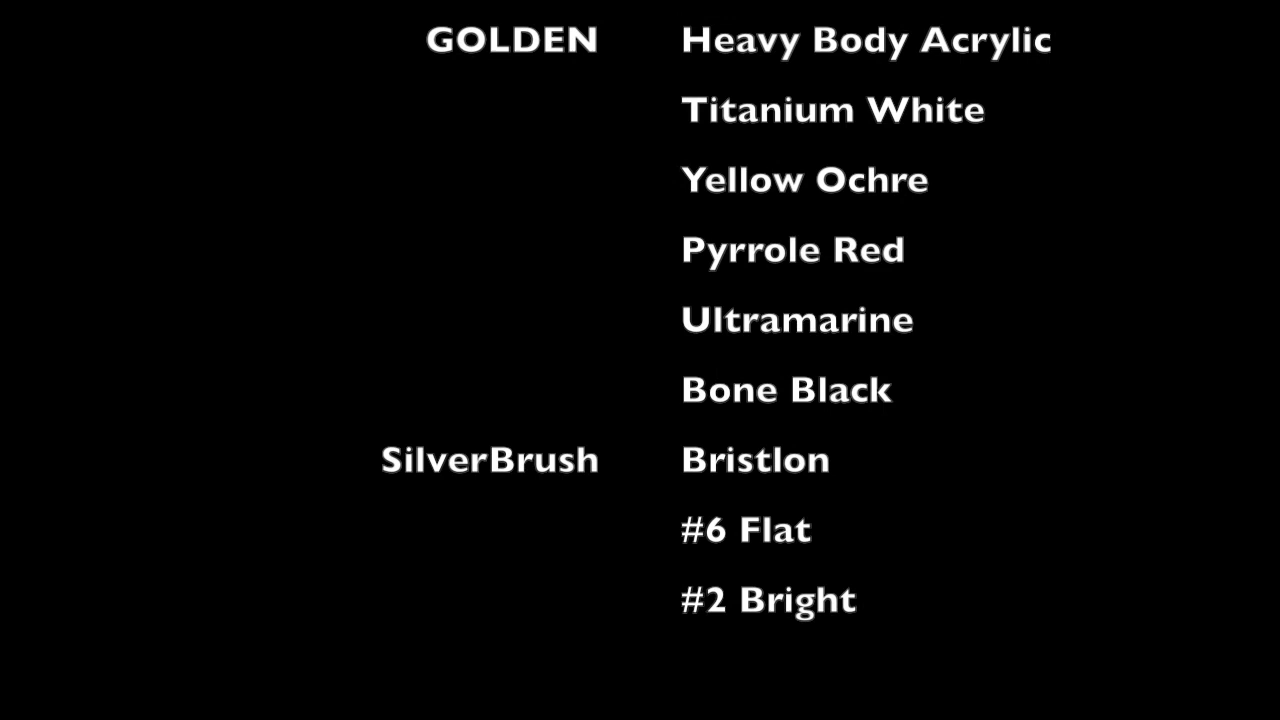 GOLDEN Heavy Body Acrylic
Titanium White
Yellow Ochre
Pyrrole Red
Ultramarine
Bone Black
SilverBrush Bristlon
#6 Flat
#2 Bright